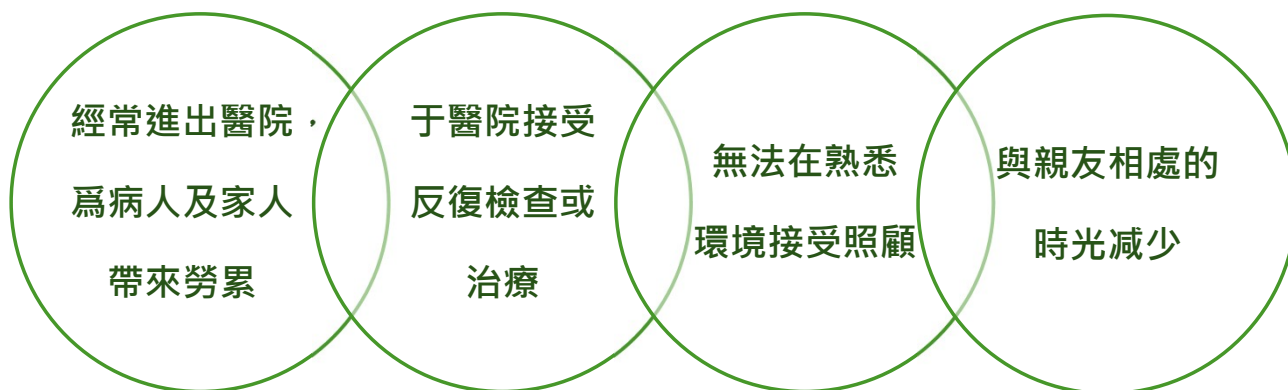 經常進出醫院，
爲病人及家人
帶來勞累
于醫院接受
反復檢查或
治療
無法在熟悉
環境接受照顧
與親友相處的
時光减少